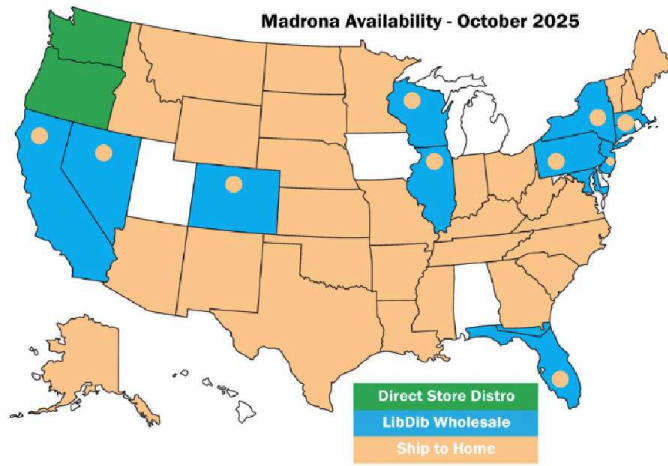 Madrona Availability - October 2025
Direct Store Distro
LibDib Wholesale
Ship to Home